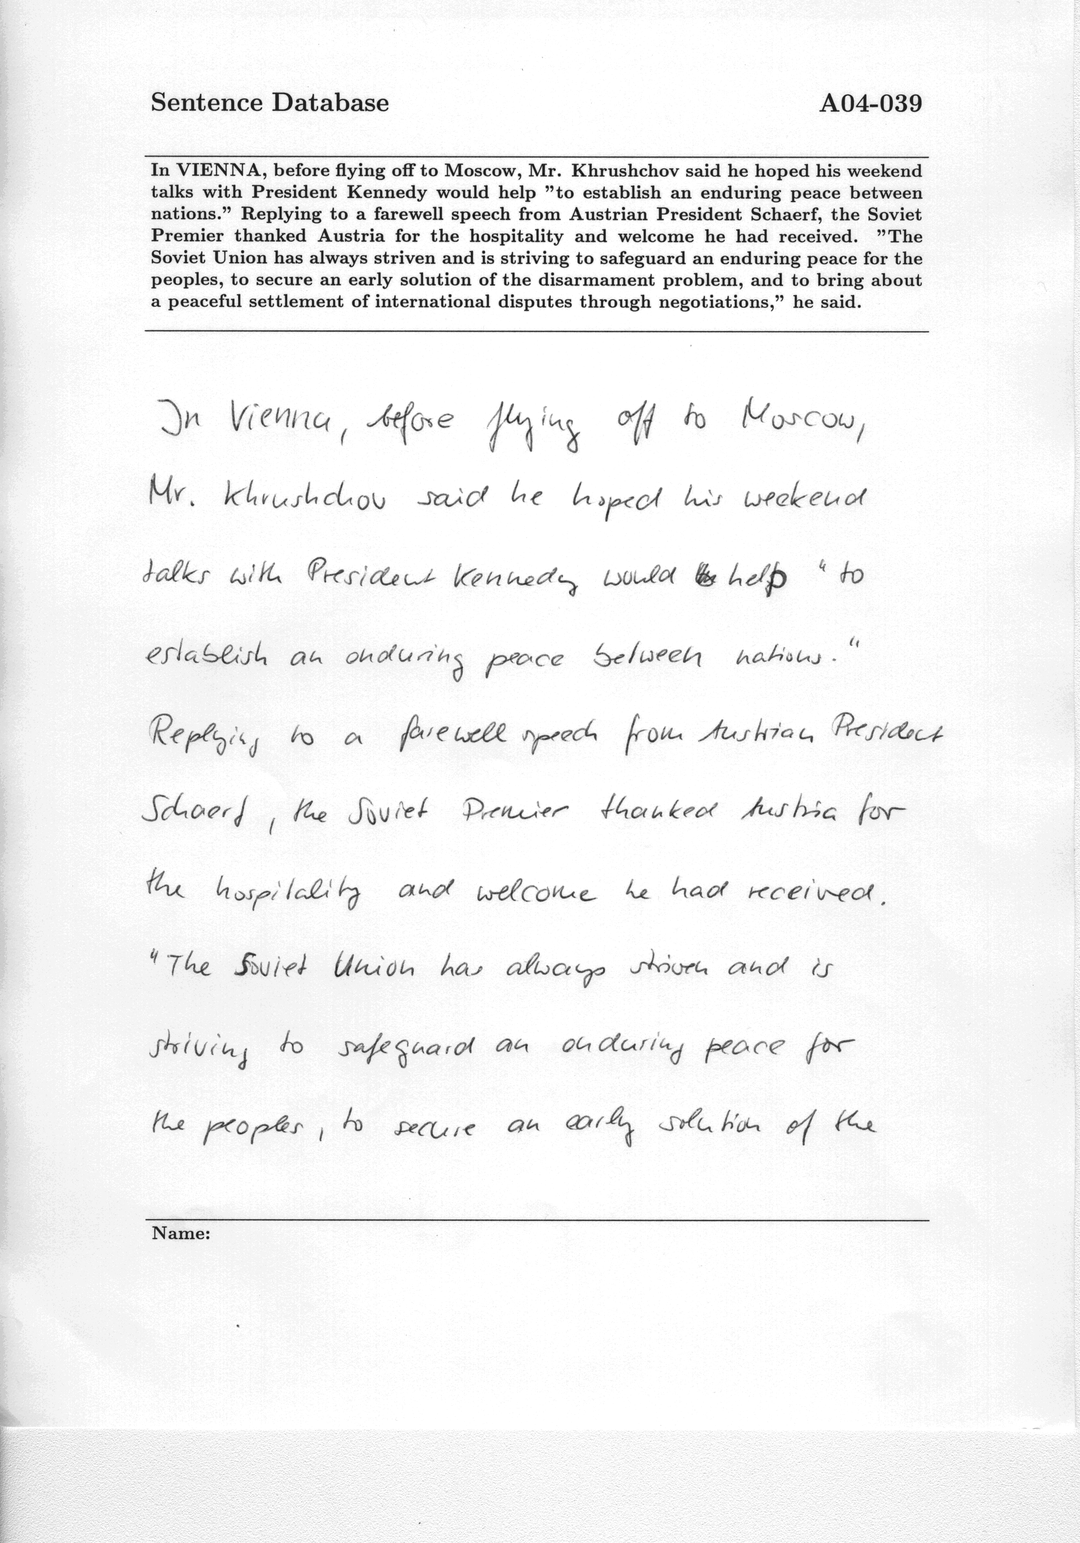 Sentence Database A04-039
In VIENNA, before flying off to Moscow, Mr. Khrushchov said he hoped his weekend
talks with President Kennedy would help "to establish an enduring peace between
nations." Replying to a farewell speech from Austrian President Schaerf, the Soviet
Premier thanked Austria for the hospitality and welcome he had received. "The
Soviet Union has always striven and is striving to safeguard an enduring peace for the
peoples, to secure an early solution of the disarmament problem, and to bring about
a peaceful settlement of international disputes through negotiations," he said.
In Vienna, before flying off to Moscow,
Mr. Khrushchov said he hoped his weekend
talks with President Kennedy would help "to
establish an enduring peace between nations."
Replying to a farewell speech from Austrian President
Schaerf, the Soviet Premier thanked Austria for
the hospitality and welcome he had received.
"The Soviet Union has always striven and is
striving to safeguard an enduring peace for
the peoples, to secure an early solution of the
Name: